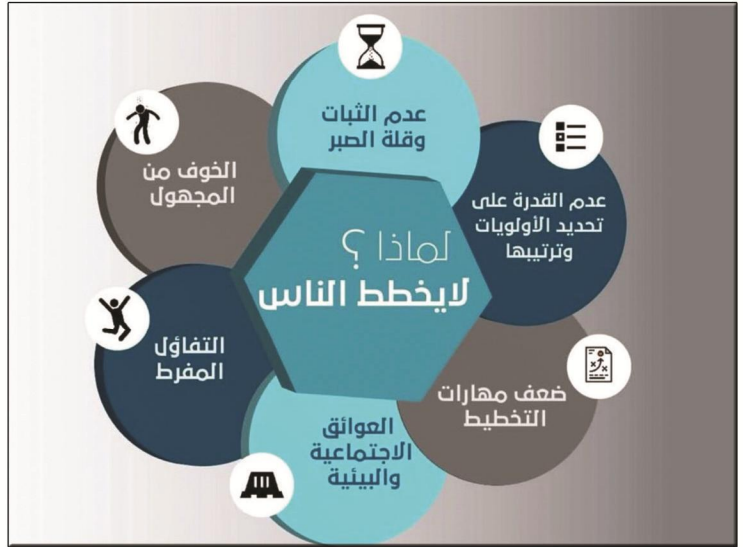 لماذا ؟
لايخطط الناس
عدم الثبات
وقلة الصبر
عدم القدرة على
تحديد الأولويات
وترتيبها
ضعف مهارات
التخطيط
العوائق
الاجتماعية
والبيئية
التفاؤل
المفرط
الخوف من
المجهول